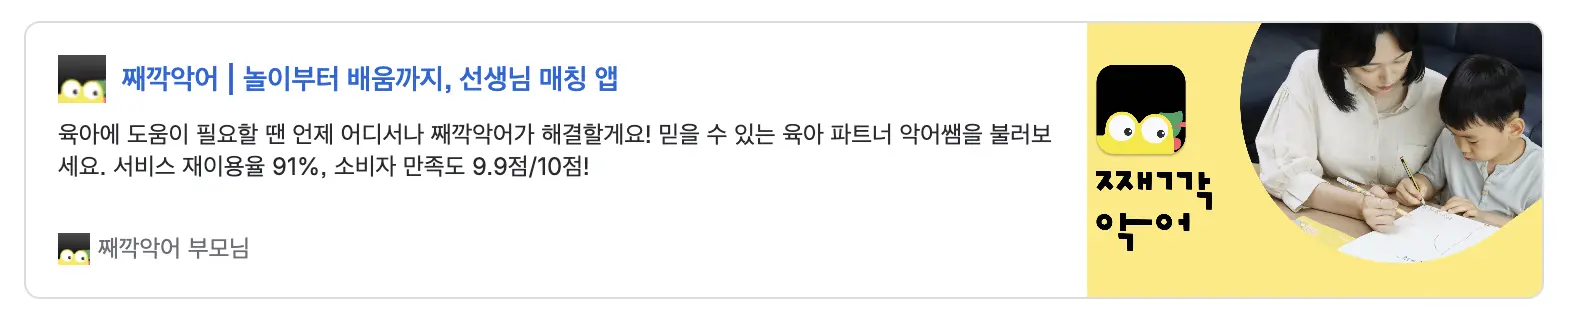 째깍악어 | 놀이부터 배움까지, 선생님 매칭 앱
육아에 도움이 필요할 땐 언제 어디서나 째깍악어가 해결할게요! 믿을 수 있는 육아 파트너 악어쌤을 불러보
세요. 서비스 재이용율 91%, 소비자 만족도 9.9점/10점!
째깍악어 부모님
째깍
악어